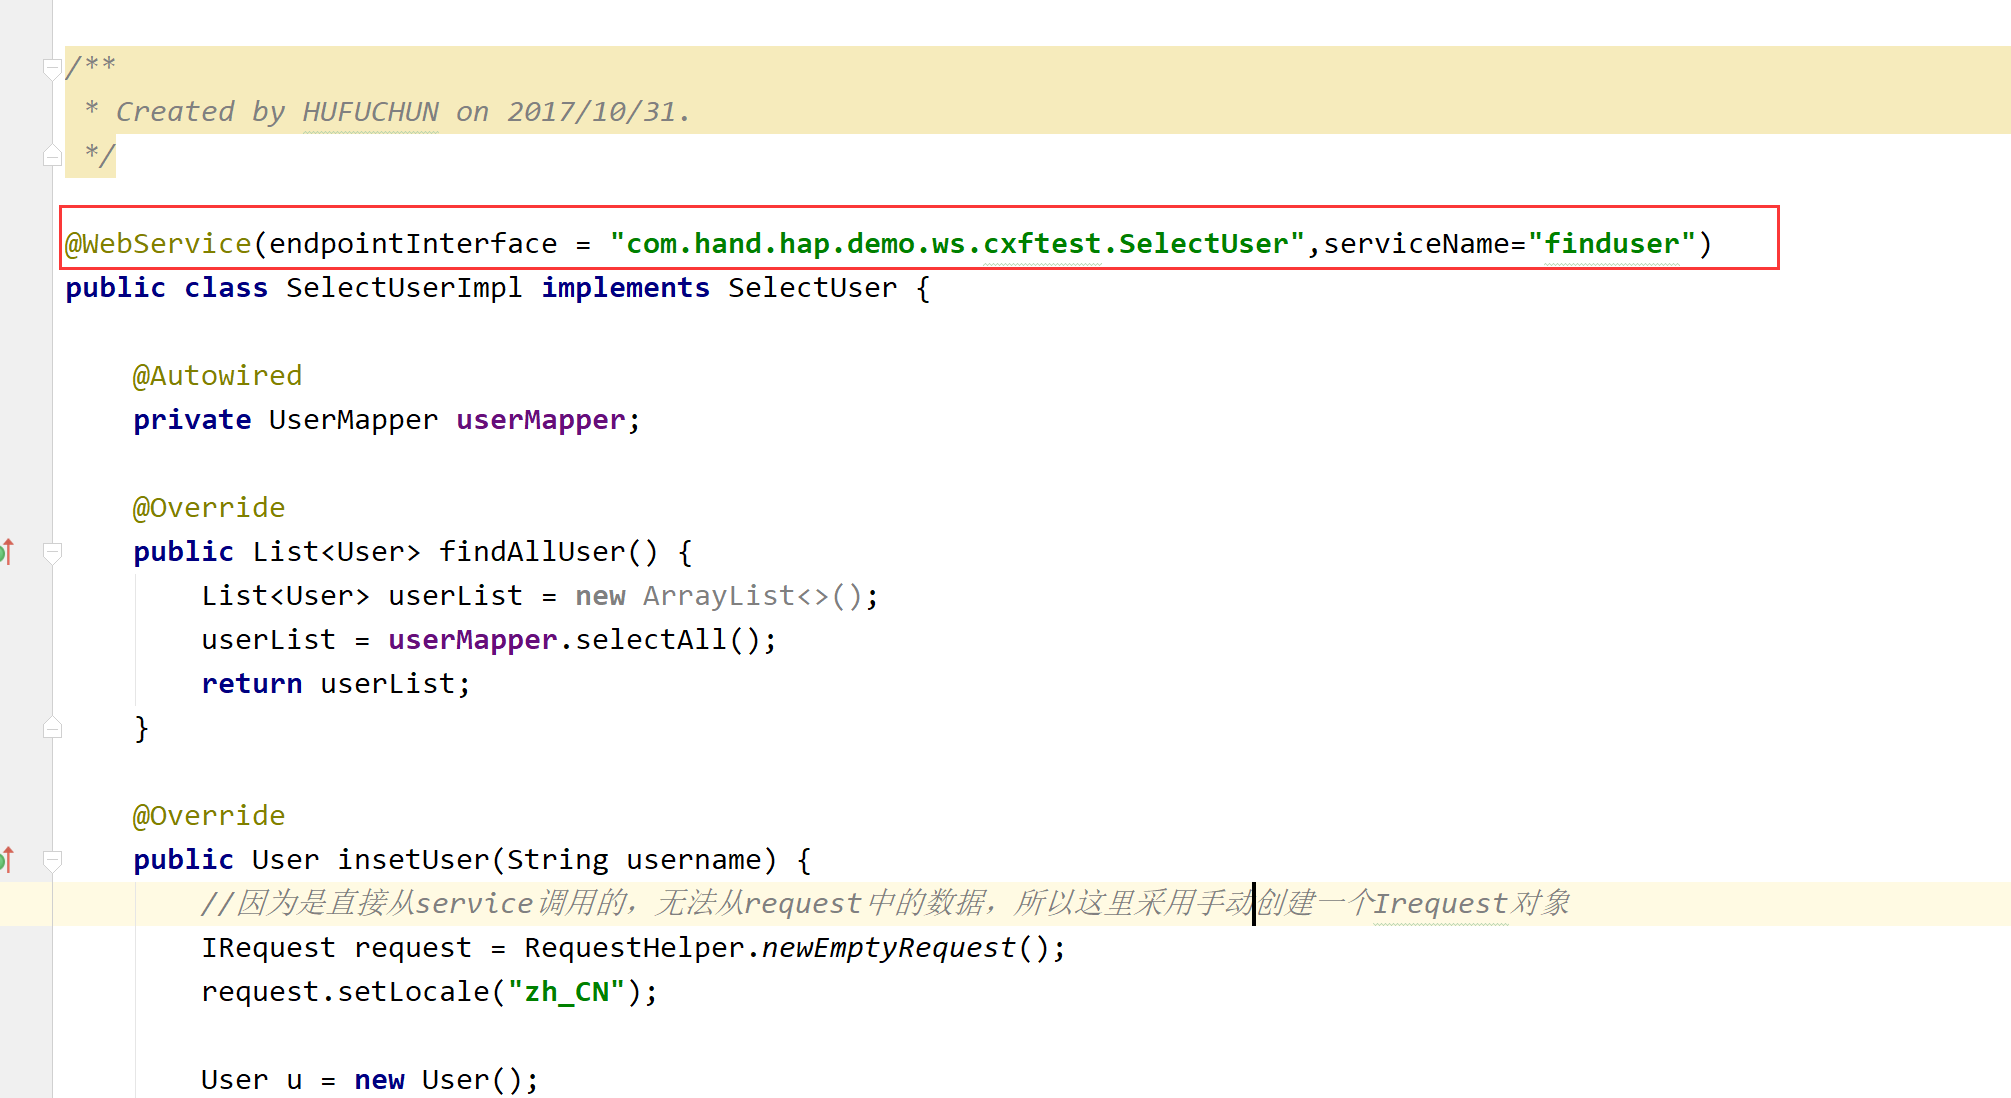 /**
 * Created by HUFUCHUN on 2017/10/31.
 */
@WebService(endpointInterface = "com.hand.hap.demo.ws.cxftest.SelectUser",serviceName="finduser")
public class SelectUserImpl implements SelectUser {
    @Autowired
    private UserMapper userMapper;
    @Override
    public List<User> findAllUser() {
        List<User> userList = new ArrayList<>();
        userList = userMapper.selectAll();
        return userList;
    }
    @Override
    public User insetUser(String username) {
        //因为是直接从service调用的，无法从request中的数据，所以这里采用手动创建一个Irequest对象
        IRequest request = RequestHelper.newEmptyRequest();
        request.setLocale("zh_CN");
        User u = new User();